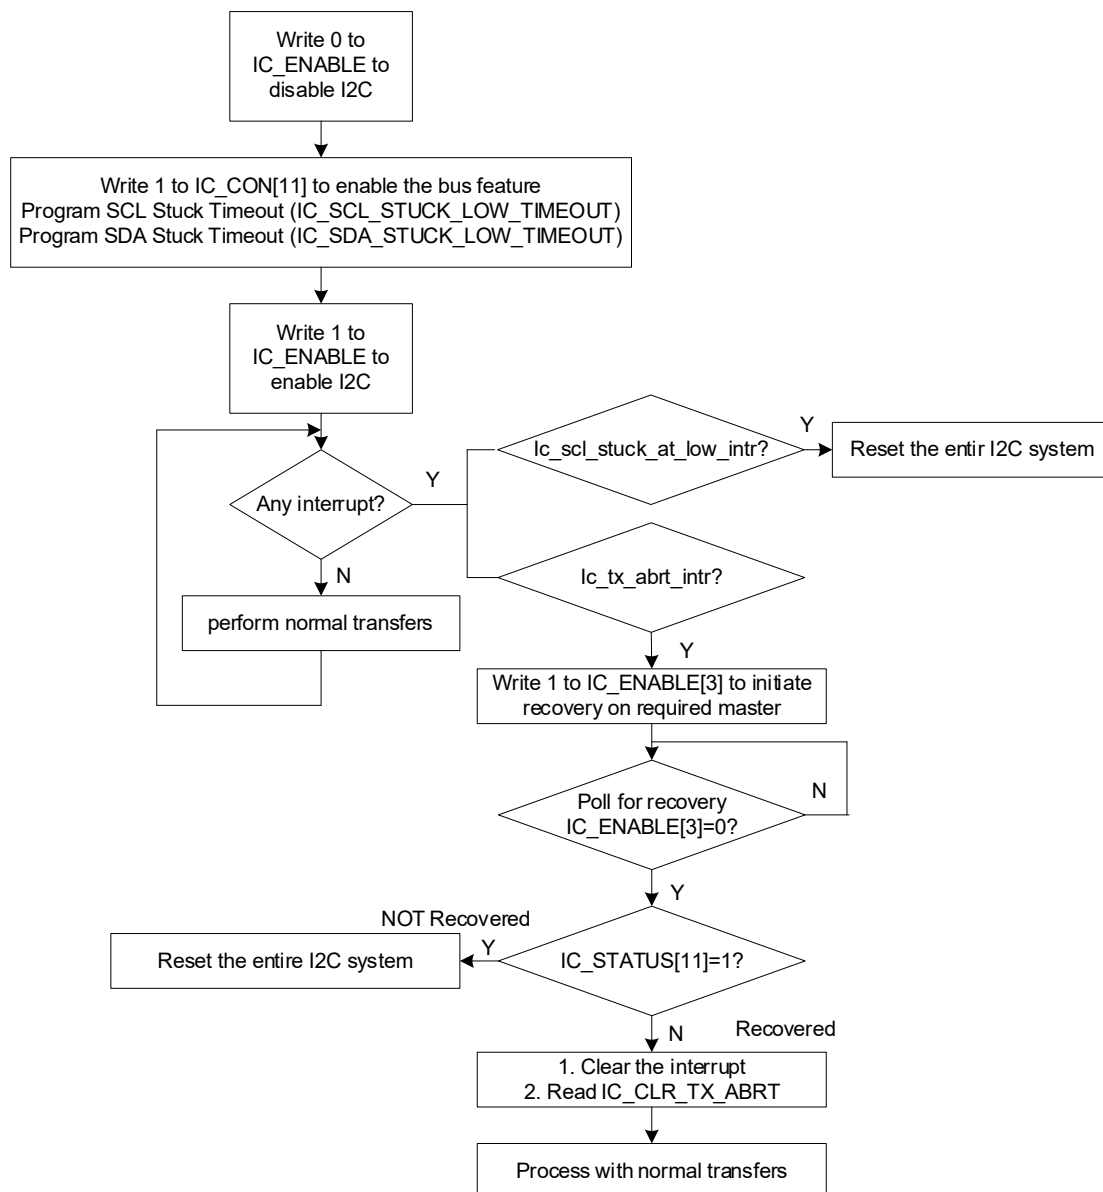 Write 0 to
IC_ENABLE to
disable I2C
Write 1 to IC_CON[11] to enable the bus feature
Program SCL Stuck Timeout (IC_SCL_STUCK_LOW_TIMEOUT)
Program SDA Stuck Timeout (IC_SDA_STUCK_LOW_TIMEOUT)
Write 1 to
IC_ENABLE to
enable I2C
Any interrupt?
Y
N
perform normal transfers
Ic_scl_stuck_at_low_intr?
Y
Reset the entir I2C system
Ic_tx_abrt_intr?
Y
Write 1 to IC_ENABLE[3] to initiate
recovery on required master
Poll for recovery
IC_ENABLE[3]=0?
N
Y
IC_STATUS[11]=1?
NOT Recovered
Y
Reset the entire I2C system
N
Recovered
1. Clear the interrupt
2. Read IC_CLR_TX_ABRT
Process with normal transfers